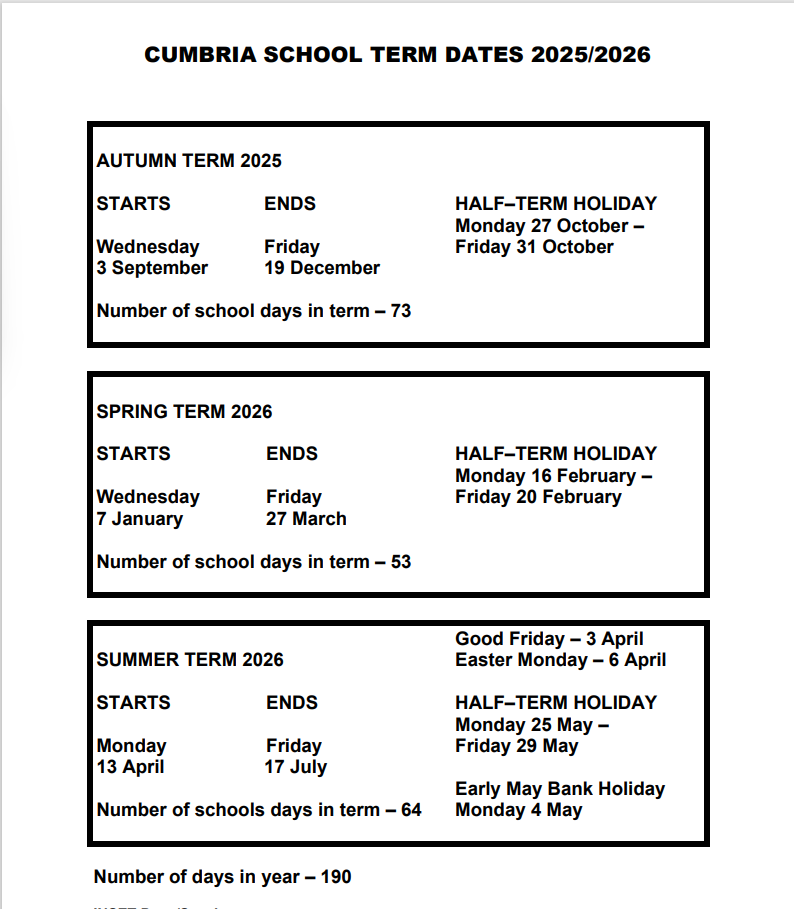 CUMBRIA SCHOOL TERM DATES 2025/2026
AUTUMN TERM 2025
STARTS ENDS HALF–TERM HOLIDAY
Monday 27 October –
Wednesday Friday Friday 31 October
3 September 19 December
Number of school days in term – 73
SPRING TERM 2026
STARTS ENDS HALF–TERM HOLIDAY
Monday 16 February –
Wednesday Friday Friday 20 February
7 January 27 March
Number of school days in term – 53
Good Friday – 3 April
SUMMER TERM 2026 Easter Monday – 6 April
STARTS ENDS HALF–TERM HOLIDAY
Monday 25 May –
Monday Friday Friday 29 May
13 April 17 July
Early May Bank Holiday
Number of schools days in term – 64 Monday 4 May
Number of days in year – 190